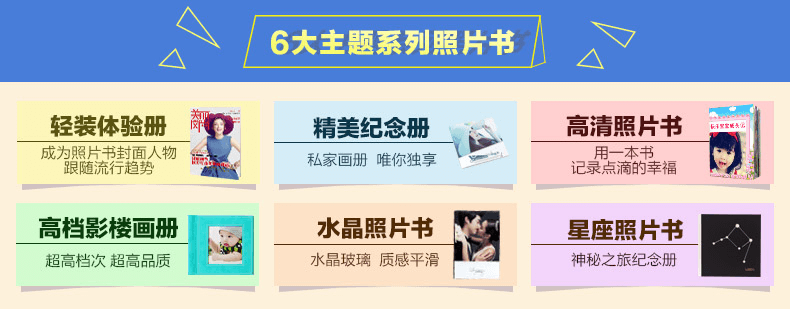 6大主题系列照片书
轻装体验册
成为照片书封面人物
跟随流行趋势
精美纪念册
私家画册 唯你独享
高清照片书
用一本书
记录点滴的幸福
高档影楼画册
超高档次 超高品质
水晶照片书
水晶玻璃 质感平滑
星座照片书
神秘之旅纪念册